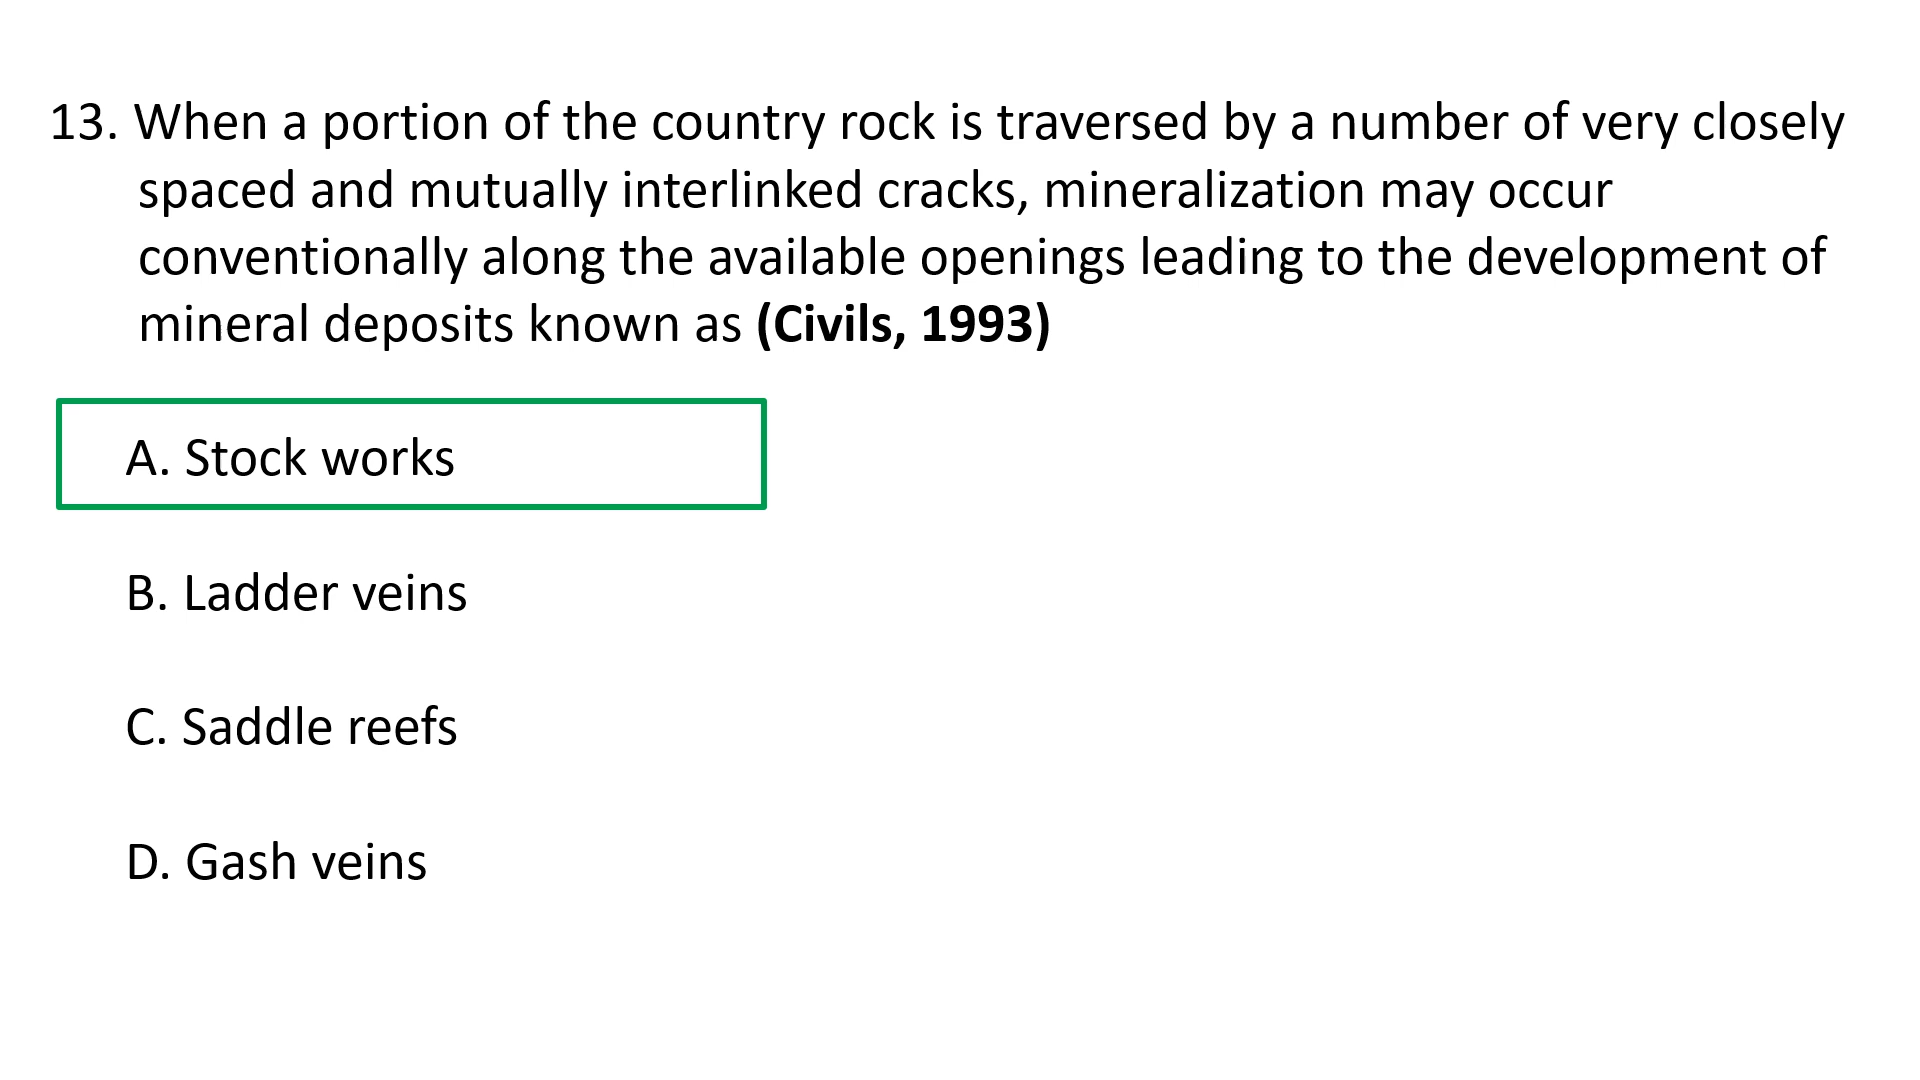 13. When a portion of the country rock is traversed by a number of very closely
spaced and mutually interlinked cracks, mineralization may occur
conventionally along the available openings leading to the development of
mineral deposits known as (Civils, 1993)
A. Stock works
B. Ladder veins
C. Saddle reefs
D. Gash veins